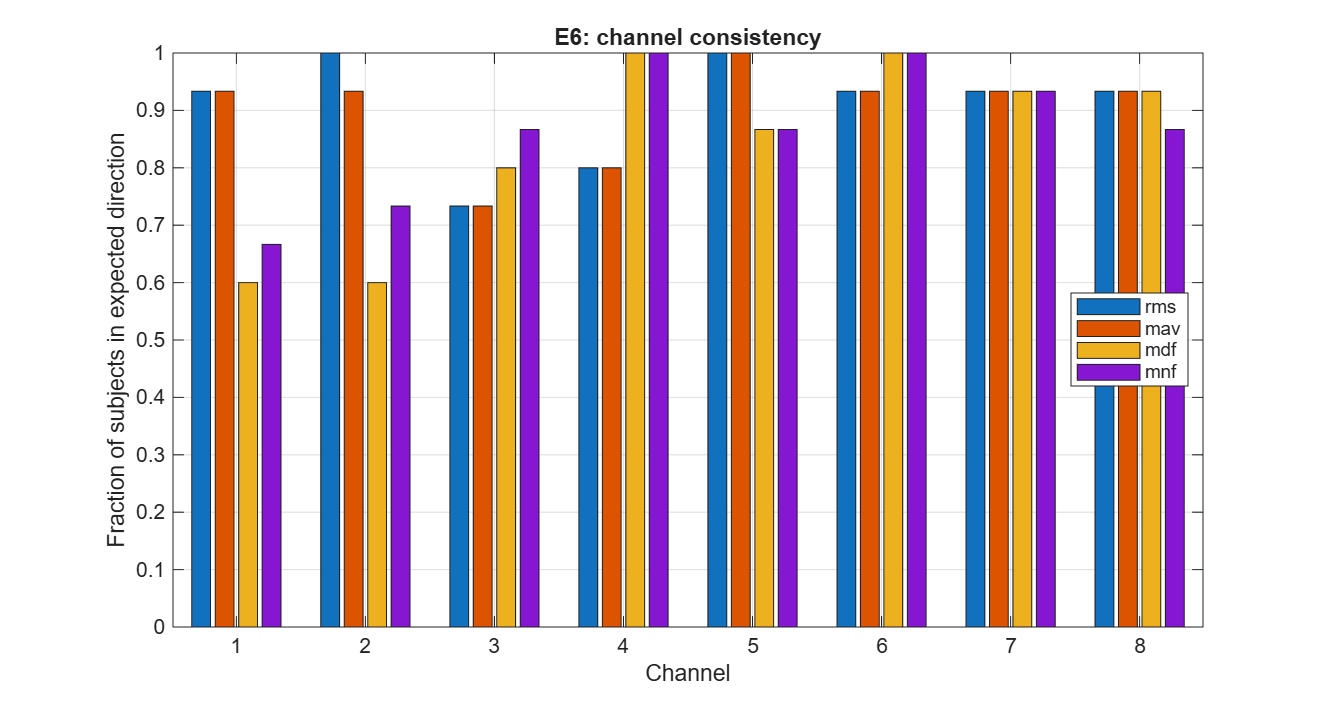 E6: channel consistency
Fraction of subjects in expected direction
1
0.9
0.8
0.7
0.6
0.5
0.4
0.3
0.2
0.1
0
rms
mav
mdf
mnf
1 2 3 4 5 6 7 8
Channel